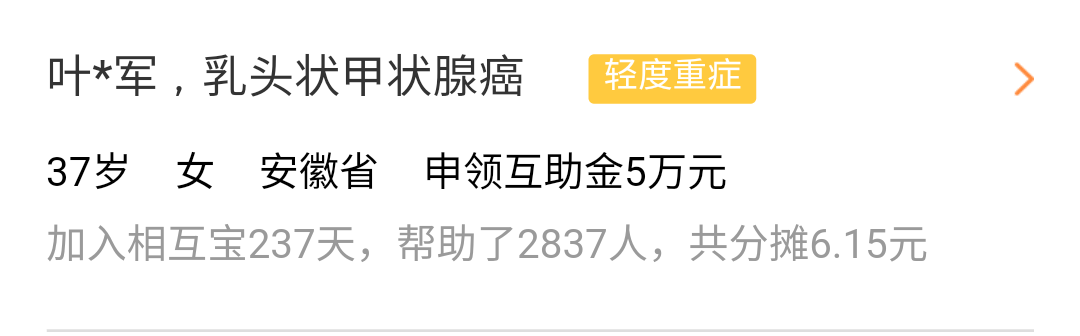 叶*军，乳头状甲状腺癌 轻度重症
37岁 女 安徽省 申领互助金5万元
加入相互宝237天，帮助了2837人，共分摊6.15元